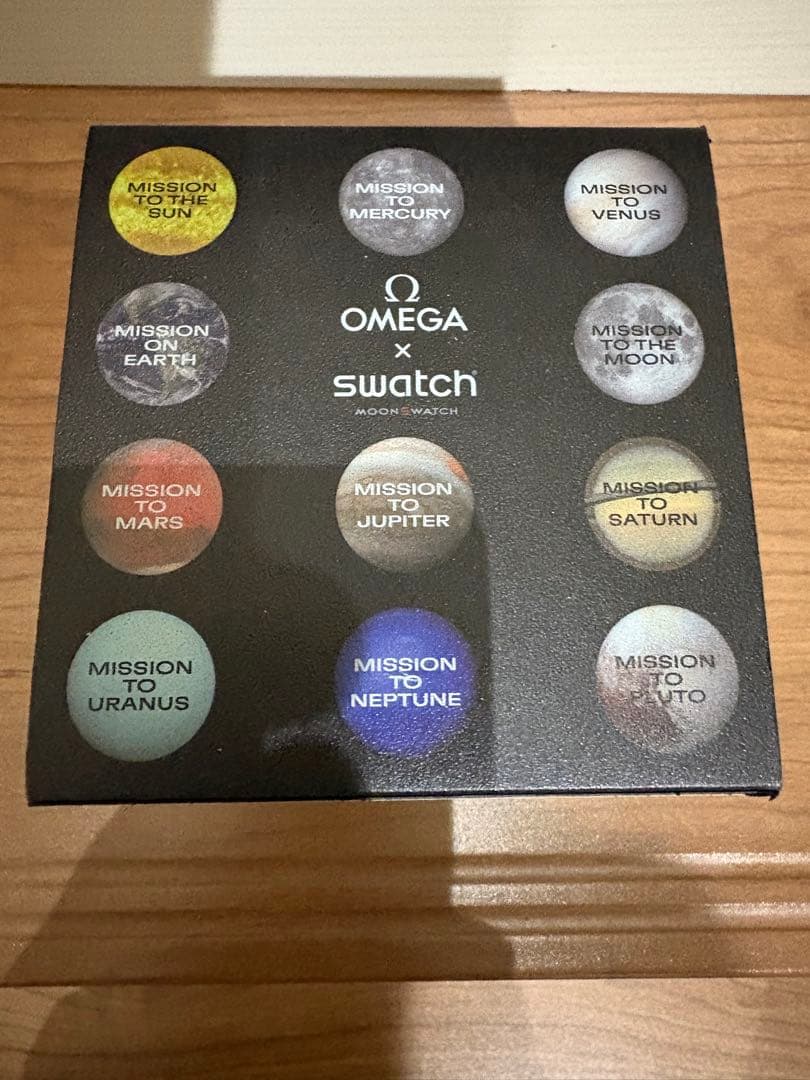 MISSION
TO THE
SUN
MISSION
TO
MERCURY
MISSION
TO
VENUS
MISSION
ON
EARTH
Ω
OMEGA
×
swatch®
MOONSWATCH
MISSION
TO THE
MOON
MISSION
TO
MARS
MISSION
TO
JUPITER
MISSION
TO
SATURN
MISSION
TO
URANUS
MISSION
TO
NEPTUNE
MISSION
TO
PLUTO